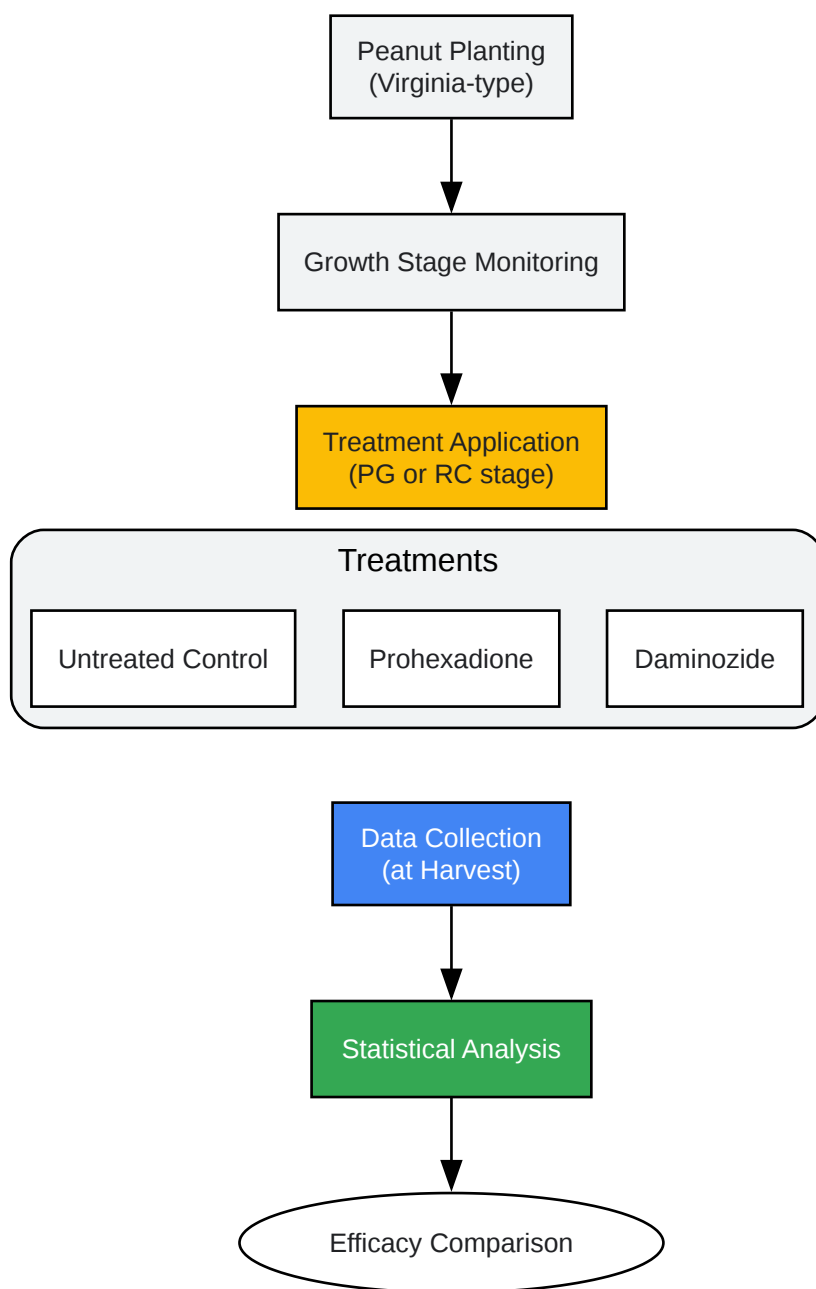 Peanut Planting
(Virginia-type)
Growth Stage Monitoring
Treatment Application
(PG or RC stage)
Treatments
Untreated Control
Prohexadione
Daminozide
Data Collection
(at Harvest)
Statistical Analysis
Efficacy Comparison